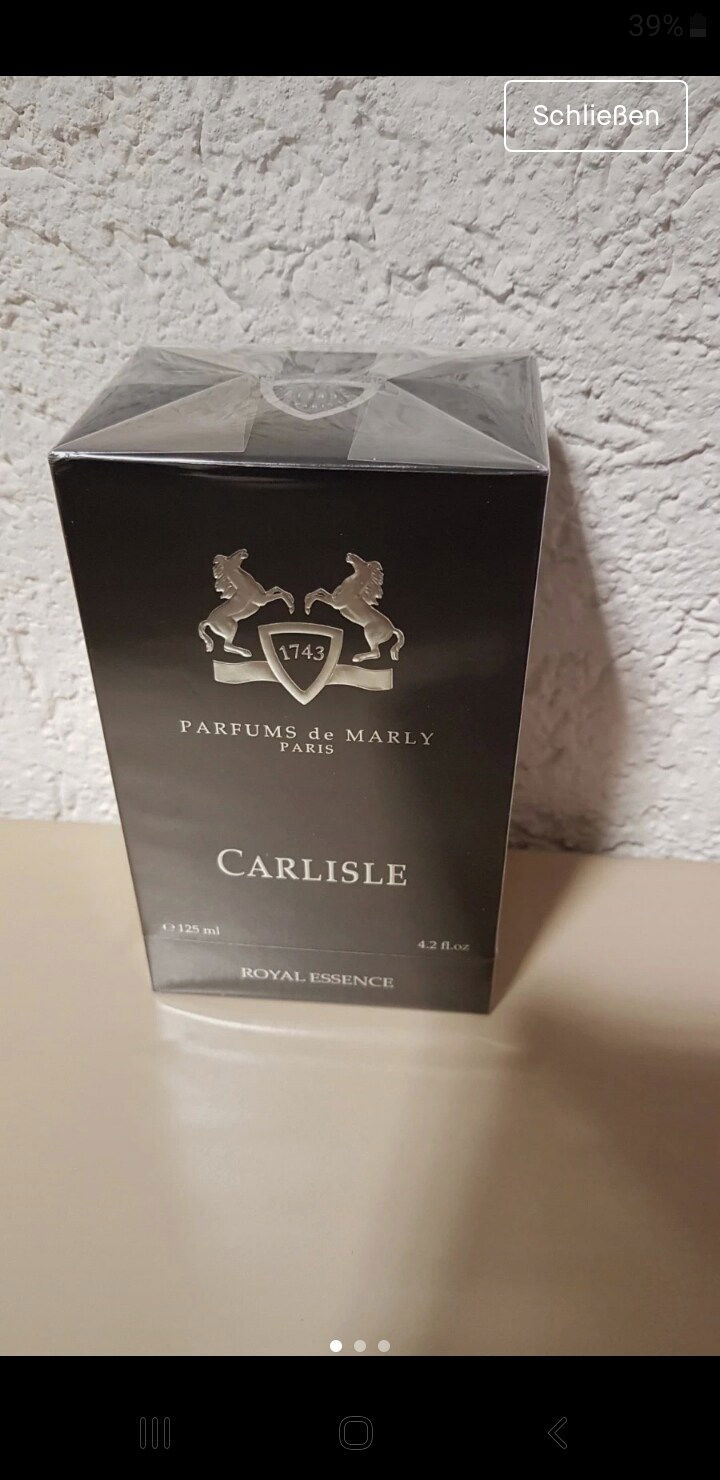 39%
Schließen
1743
PARFUMS de MARLY
PARIS
CARLISLE
℮ 125 ml
4.2 fl.oz
ROYAL ESSENCE